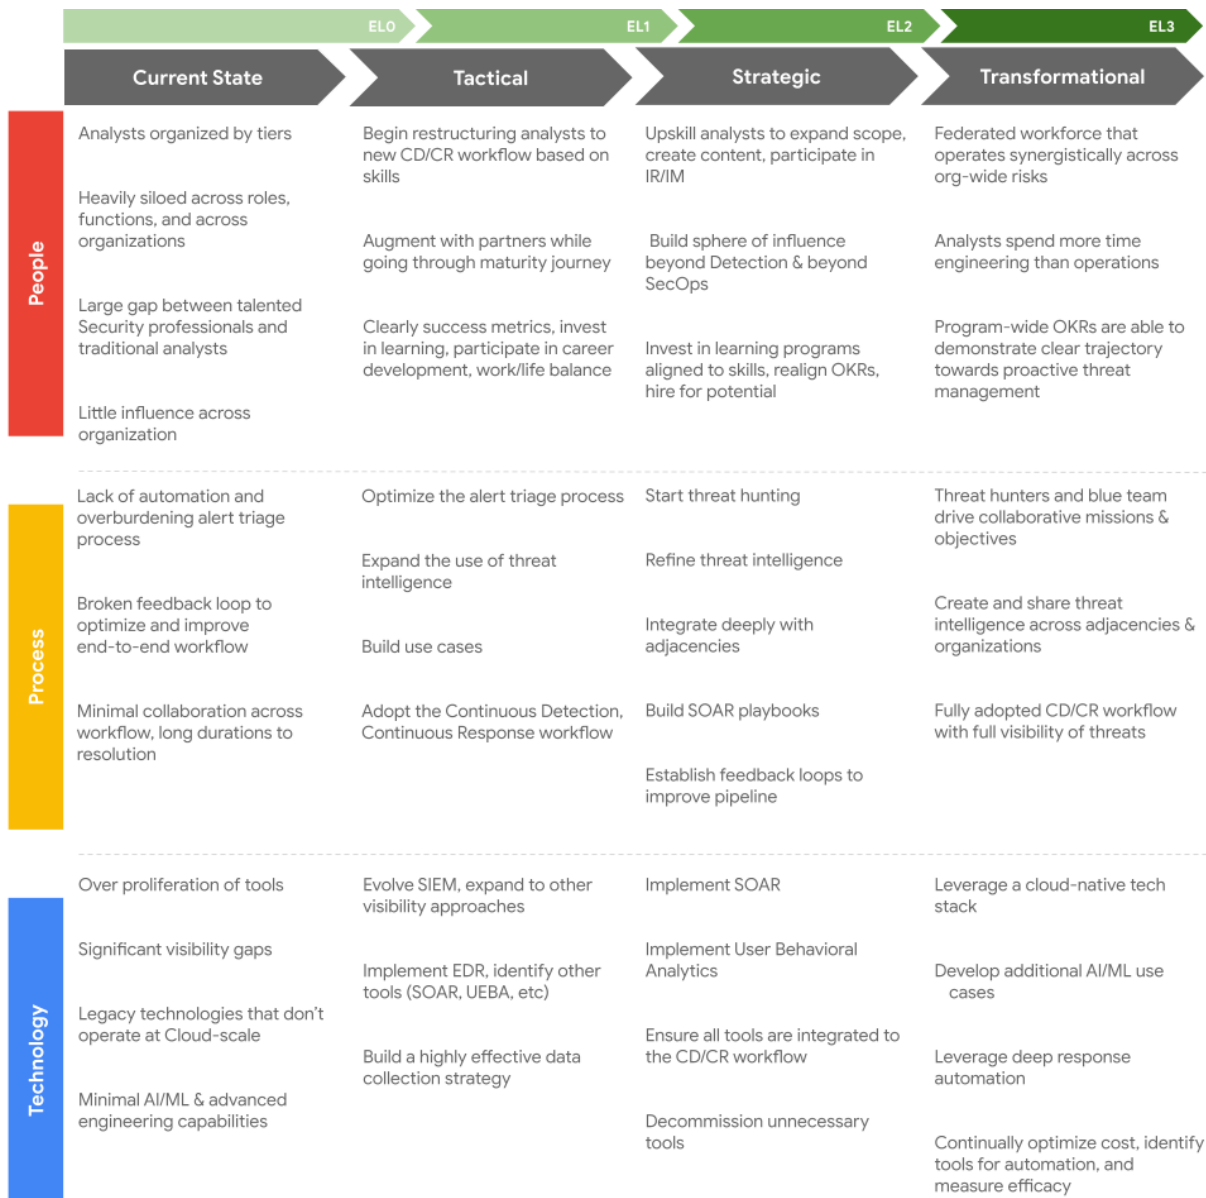 EL0
EL1
EL2
EL3
Current State
Tactical
Strategic
Transformational
People
Analysts organized by tiers
Heavily siloed across roles,
functions, and across
organizations
Large gap between talented
Security professionals and
traditional analysts
Little influence across
organization
Begin restructuring analysts to
new CD/CR workflow based on
skills
Augment with partners while
going through maturity journey
Clearly success metrics, invest
in learning, participate in career
development, work/life balance
Upskill analysts to expand scope,
create content, participate in
IR/IM
Build sphere of influence
beyond Detection & beyond
SecOps
Invest in learning programs
aligned to skills, realign OKRs,
hire for potential
Federated workforce that
operates synergistically across
org-wide risks
Analysts spend more time
engineering than operations
Program-wide OKRs are able to
demonstrate clear trajectory
towards proactive threat
management
Process
Lack of automation and
overburdening alert triage
process
Broken feedback loop to
optimize and improve
end-to-end workflow
Minimal collaboration across
workflow, long durations to
resolution
Optimize the alert triage process
Expand the use of threat
intelligence
Build use cases
Adopt the Continuous Detection,
Continuous Response workflow
Start threat hunting
Refine threat intelligence
Integrate deeply with
adjacencies
Build SOAR playbooks
Establish feedback loops to
improve pipeline
Threat hunters and blue team
drive collaborative missions &
objectives
Create and share threat
intelligence across adjacencies &
organizations
Fully adopted CD/CR workflow
with full visibility of threats
Technology
Over proliferation of tools
Significant visibility gaps
Legacy technologies that don't
operate at Cloud-scale
Minimal AI/ML & advanced
engineering capabilities
Evolve SIEM, expand to other
visibility approaches
Implement EDR, identify other
tools (SOAR, UEBA, etc)
Build a highly effective data
collection strategy
Implement SOAR
Implement User Behavioral
Analytics
Ensure all tools are integrated to
the CD/CR workflow
Decommission unnecessary
tools
Leverage a cloud-native tech
stack
Develop additional AI/ML use
cases
Leverage deep response
automation
Continually optimize cost, identify
tools for automation, and
measure efficacy